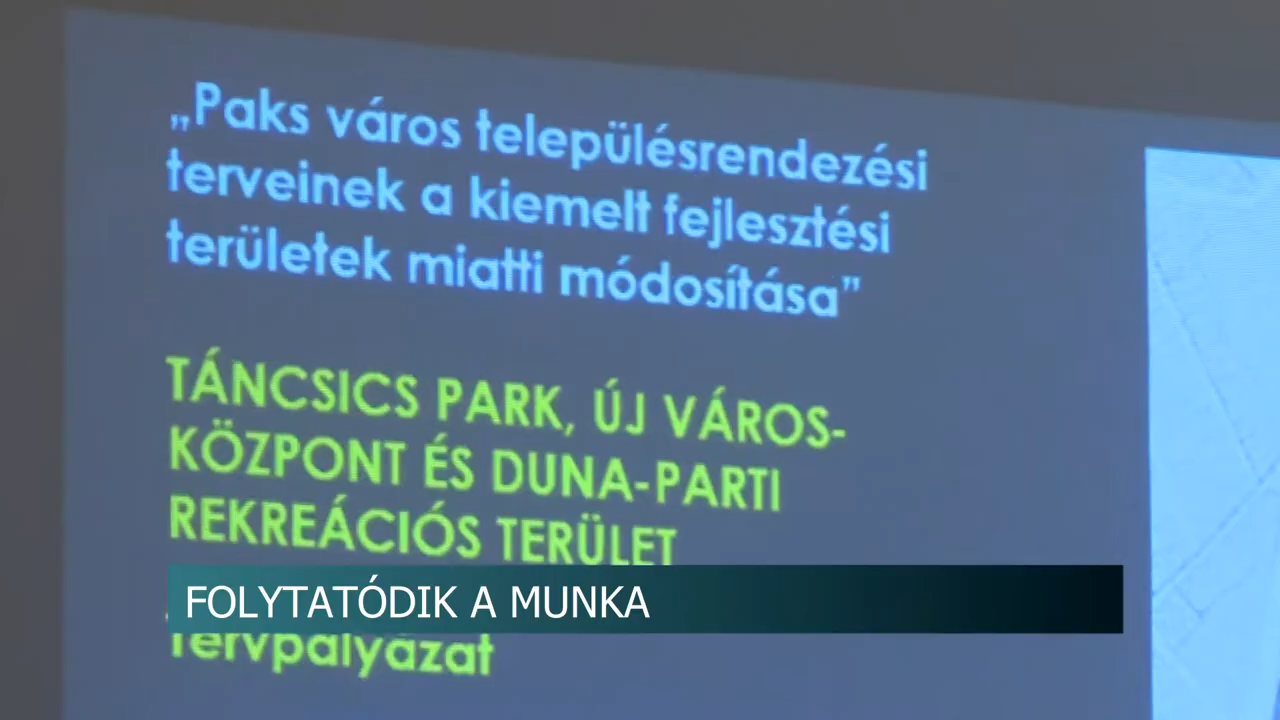 „Paks város településrendezési
terveinek a kiemelt fejlesztési
területek miatti módosítása”
TÁNCSICS PARK, ÚJ VÁROS-
KÖZPONT ÉS DUNA-PARTI
REKREÁCIÓS TERÜLET
FOLYTATÓDIK A MUNKA
Tervpályázat